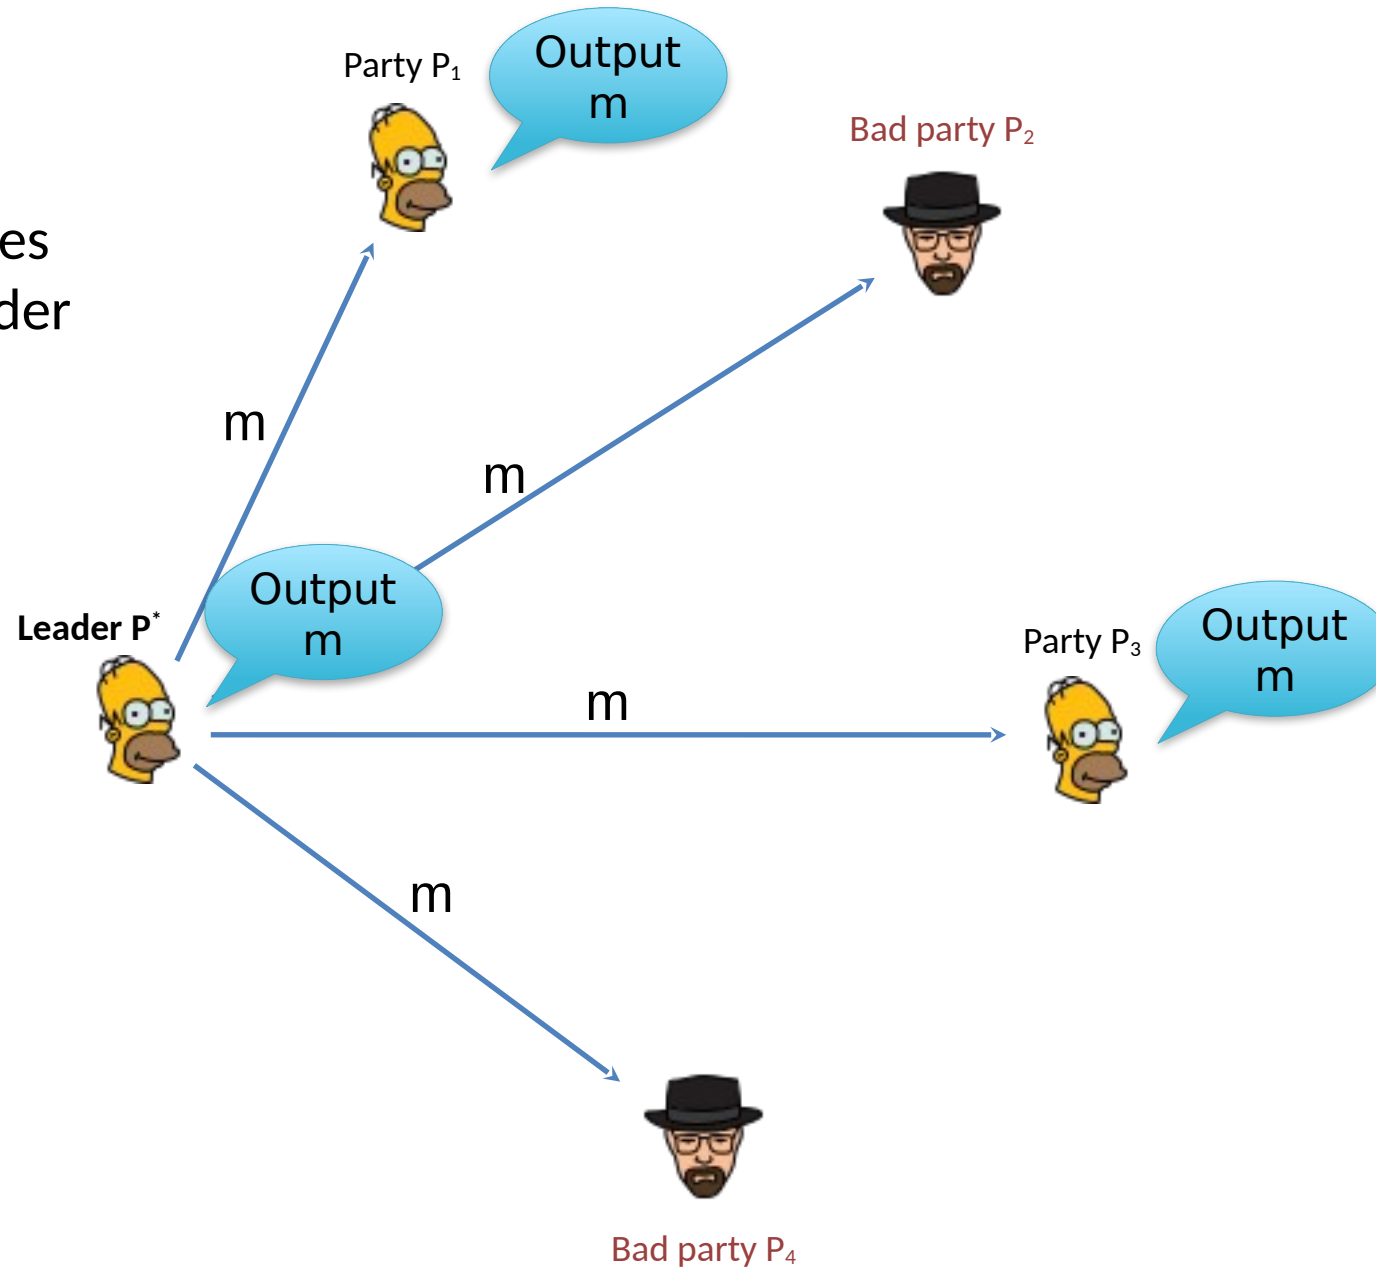 Output
m
Party P₁
Bad party P₂
es
der
m
m
Output
m
Leader P*
Output
m
Party P₃
m
m
Bad party P₄